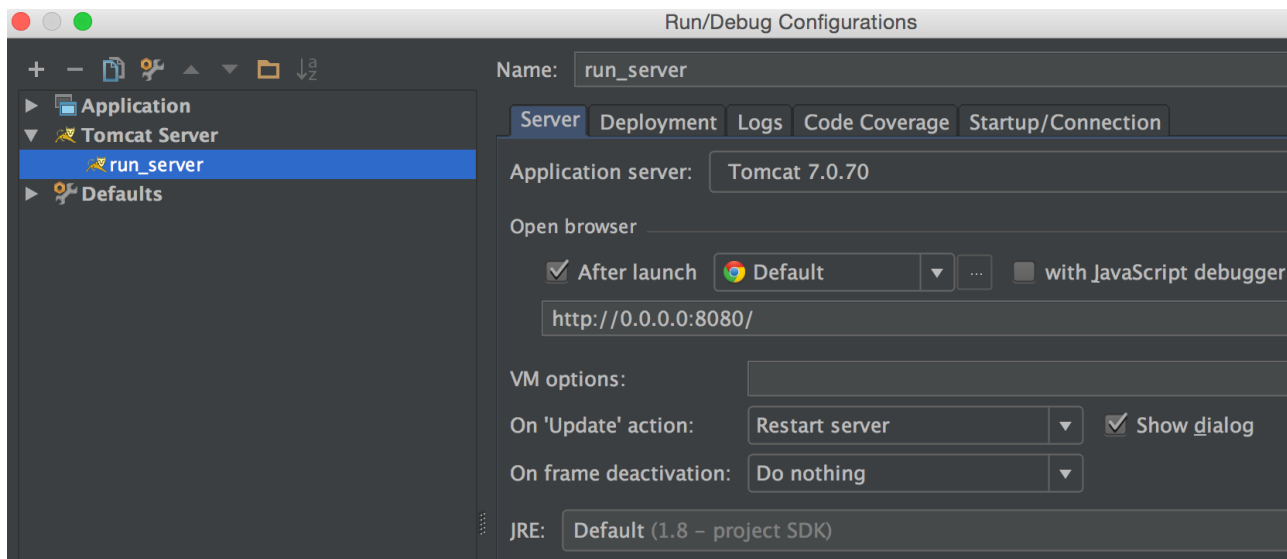 Run/Debug Configurations
Name: run_server
Application
Tomcat Server
run_server
Defaults
Server Deployment Logs Code Coverage Startup/Connection
Application server: Tomcat 7.0.70
Open browser
After launch Default ... with JavaScript debugger
http://0.0.0.0:8080/
VM options:
On 'Update' action: Restart server Show dialog
On frame deactivation: Do nothing
JRE: Default (1.8 – project SDK)